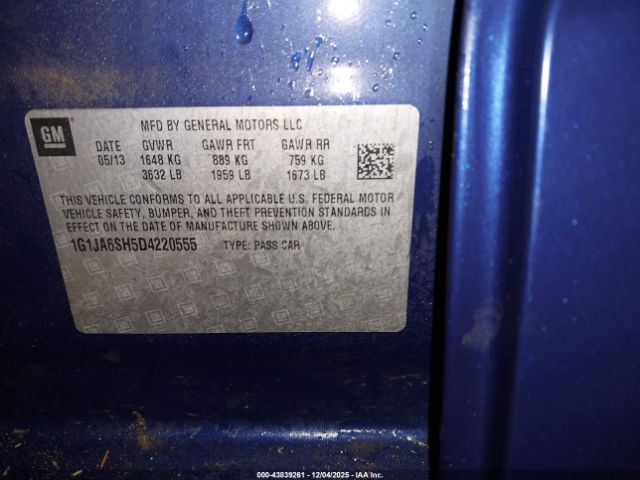 GM
MFD BY GENERAL MOTORS LLC
DATE GVWR GAWR FRT GAWR RR
05/13 1648 KG 889 KG 759 KG
3632 LB 1959 LB 1673 LB
THIS VEHICLE CONFORMS TO ALL APPLICABLE U.S. FEDERAL MOTOR
VEHICLE SAFETY, BUMPER, AND THEFT PREVENTION STANDARDS IN
EFFECT ON THE DATE OF MANUFACTURE SHOWN ABOVE.
1G1JA6SH5D4220555 TYPE: PASS CAR
000-43839261 - 12/04/2025 - IAA Inc.